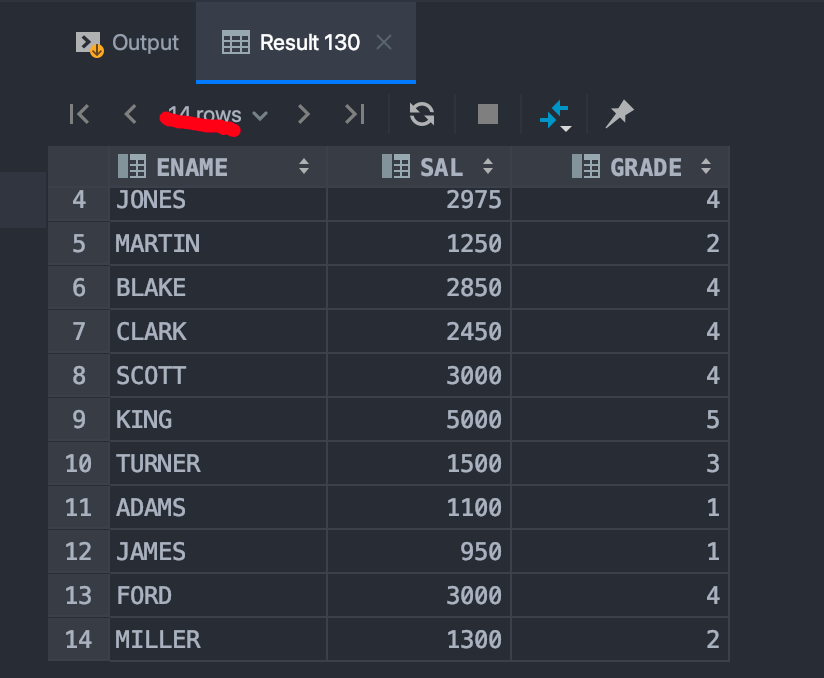 Output Result 130
14 rows
ENAME SAL GRADE
4 JONES 2975 4
5 MARTIN 1250 2
6 BLAKE 2850 4
7 CLARK 2450 4
8 SCOTT 3000 4
9 KING 5000 5
10 TURNER 1500 3
11 ADAMS 1100 1
12 JAMES 950 1
13 FORD 3000 4
14 MILLER 1300 2